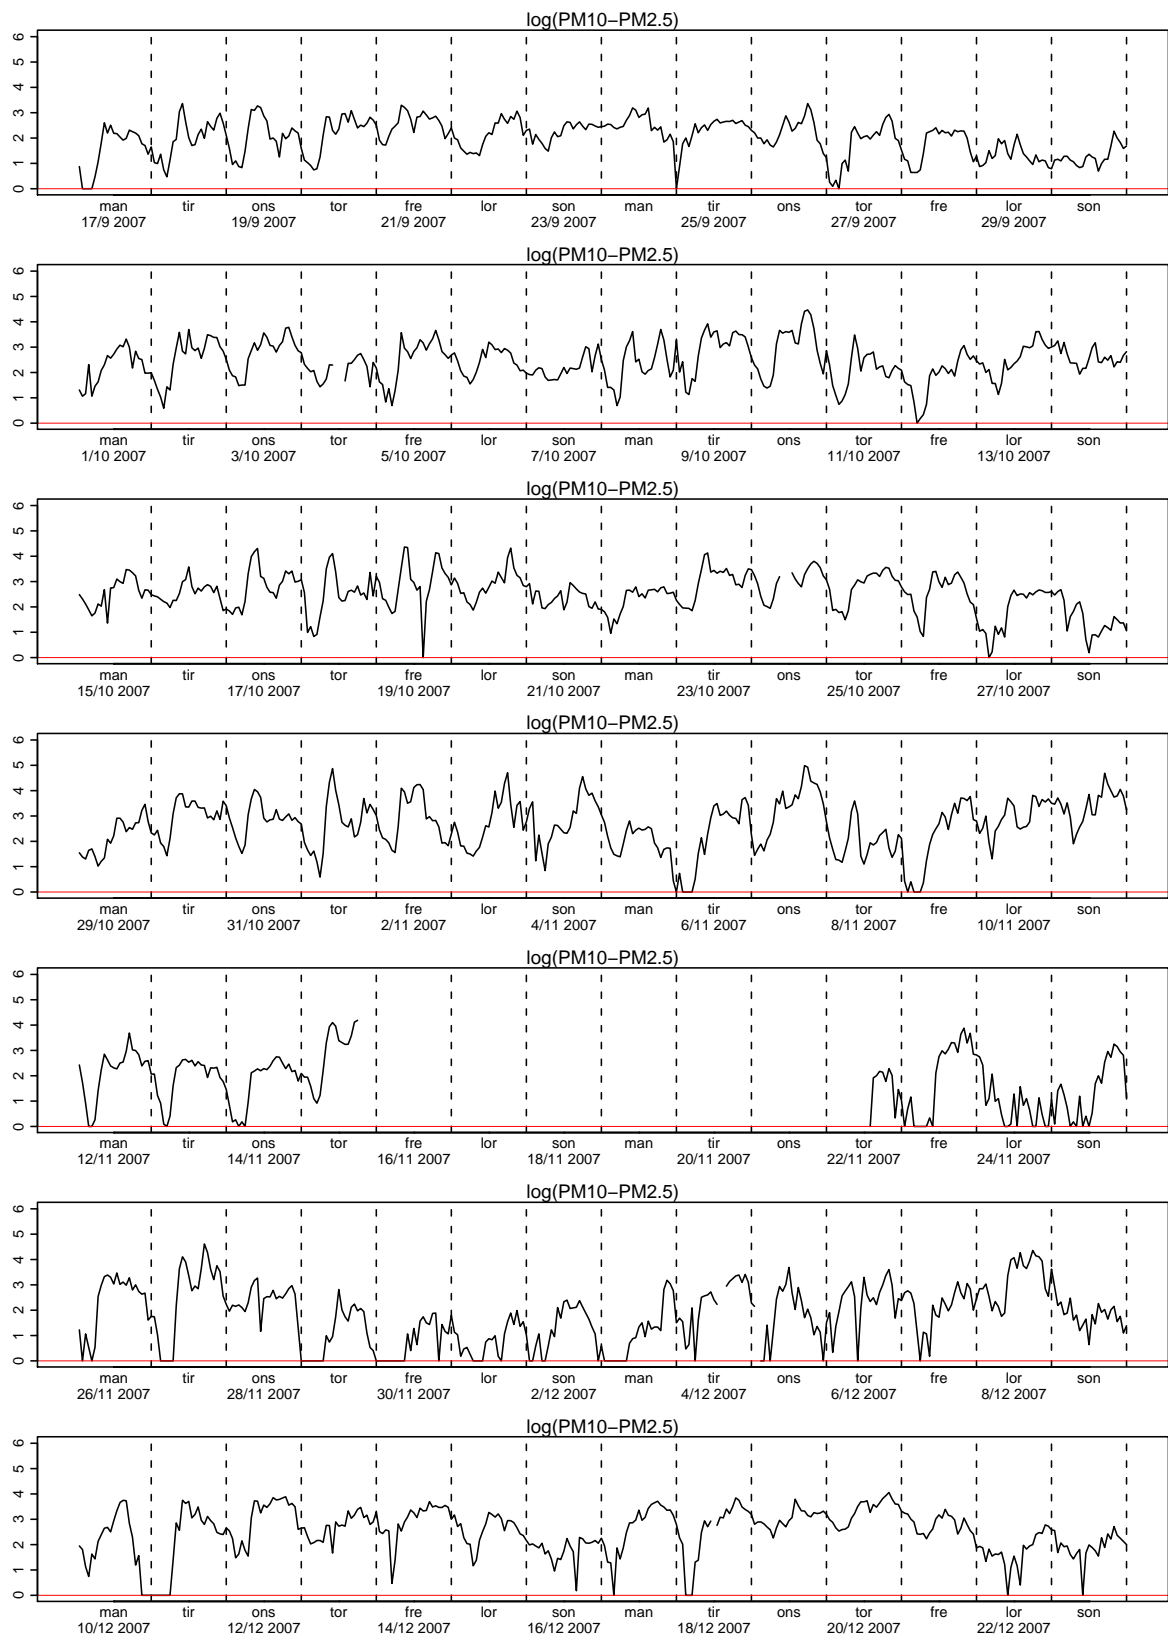 log(PM10−PM2.5)
0 1 2 3 4 5 6
man tir ons tor fre lor son man tir ons tor fre lor son
17/9 2007 19/9 2007 21/9 2007 23/9 2007 25/9 2007 27/9 2007 29/9 2007
log(PM10−PM2.5)
0 1 2 3 4 5 6
man tir ons tor fre lor son man tir ons tor fre lor son
1/10 2007 3/10 2007 5/10 2007 7/10 2007 9/10 2007 11/10 2007 13/10 2007
log(PM10−PM2.5)
0 1 2 3 4 5 6
man tir ons tor fre lor son man tir ons tor fre lor son
15/10 2007 17/10 2007 19/10 2007 21/10 2007 23/10 2007 25/10 2007 27/10 2007
log(PM10−PM2.5)
0 1 2 3 4 5 6
man tir ons tor fre lor son man tir ons tor fre lor son
29/10 2007 31/10 2007 2/11 2007 4/11 2007 6/11 2007 8/11 2007 10/11 2007
log(PM10−PM2.5)
0 1 2 3 4 5 6
man tir ons tor fre lor son man tir ons tor fre lor son
12/11 2007 14/11 2007 16/11 2007 18/11 2007 20/11 2007 22/11 2007 24/11 2007
log(PM10−PM2.5)
0 1 2 3 4 5 6
man tir ons tor fre lor son man tir ons tor fre lor son
26/11 2007 28/11 2007 30/11 2007 2/12 2007 4/12 2007 6/12 2007 8/12 2007
log(PM10−PM2.5)
0 1 2 3 4 5 6
man tir ons tor fre lor son man tir ons tor fre lor son
10/12 2007 12/12 2007 14/12 2007 16/12 2007 18/12 2007 20/12 2007 22/12 2007